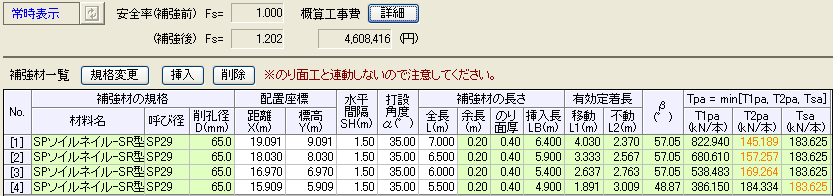 常時表示 安全率(補強前) Fs= 1.000 概算工事費 詳細
(補強後) Fs= 1.202 4,608,416 (円)
補強材一覧 規格変更 挿入 削除 ※のり面工と連動しないので注意してください。
No. 補強材の規格 配置座標 水平間隔SH(m) 打設角度α(°) 補強材の長さ 有効定着長 β(°) Tpa = min[T1pa, T2pa, Tsa]
材料名 呼び径 削孔径D(mm) 距離X(m) 標高Y(m) 全長L(m) 余長(m) のり面厚 挿入長LB(m) 移動L1(m) 不動L2(m) T1pa(kN/本) T2pa(kN/本) Tsa(kN/本)
[1] SPソイルネイル-SR型 SP29 65.0 19.091 9.091 1.50 35.00 7.000 0.20 0.40 6.400 4.030 2.370 57.05 822.940 145.189 183.625
[2] SPソイルネイル-SR型 SP29 65.0 18.030 8.030 1.50 35.00 6.500 0.20 0.40 5.900 3.333 2.567 57.05 680.610 157.257 183.625
[3] SPソイルネイル-SR型 SP29 65.0 16.970 6.970 1.50 35.00 6.000 0.20 0.40 5.400 2.637 2.763 57.05 538.483 169.264 183.625
[4] SPソイルネイル-SR型 SP29 65.0 15.909 5.909 1.50 35.00 5.500 0.20 0.40 4.900 1.891 3.009 48.87 386.150 184.334 183.625